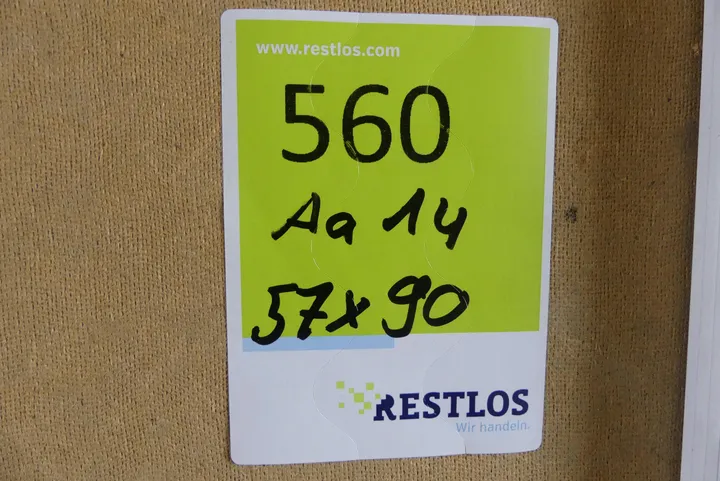 www.restlos.com
560
Aa 14
57x90
RESTLOS
Wir handeln.